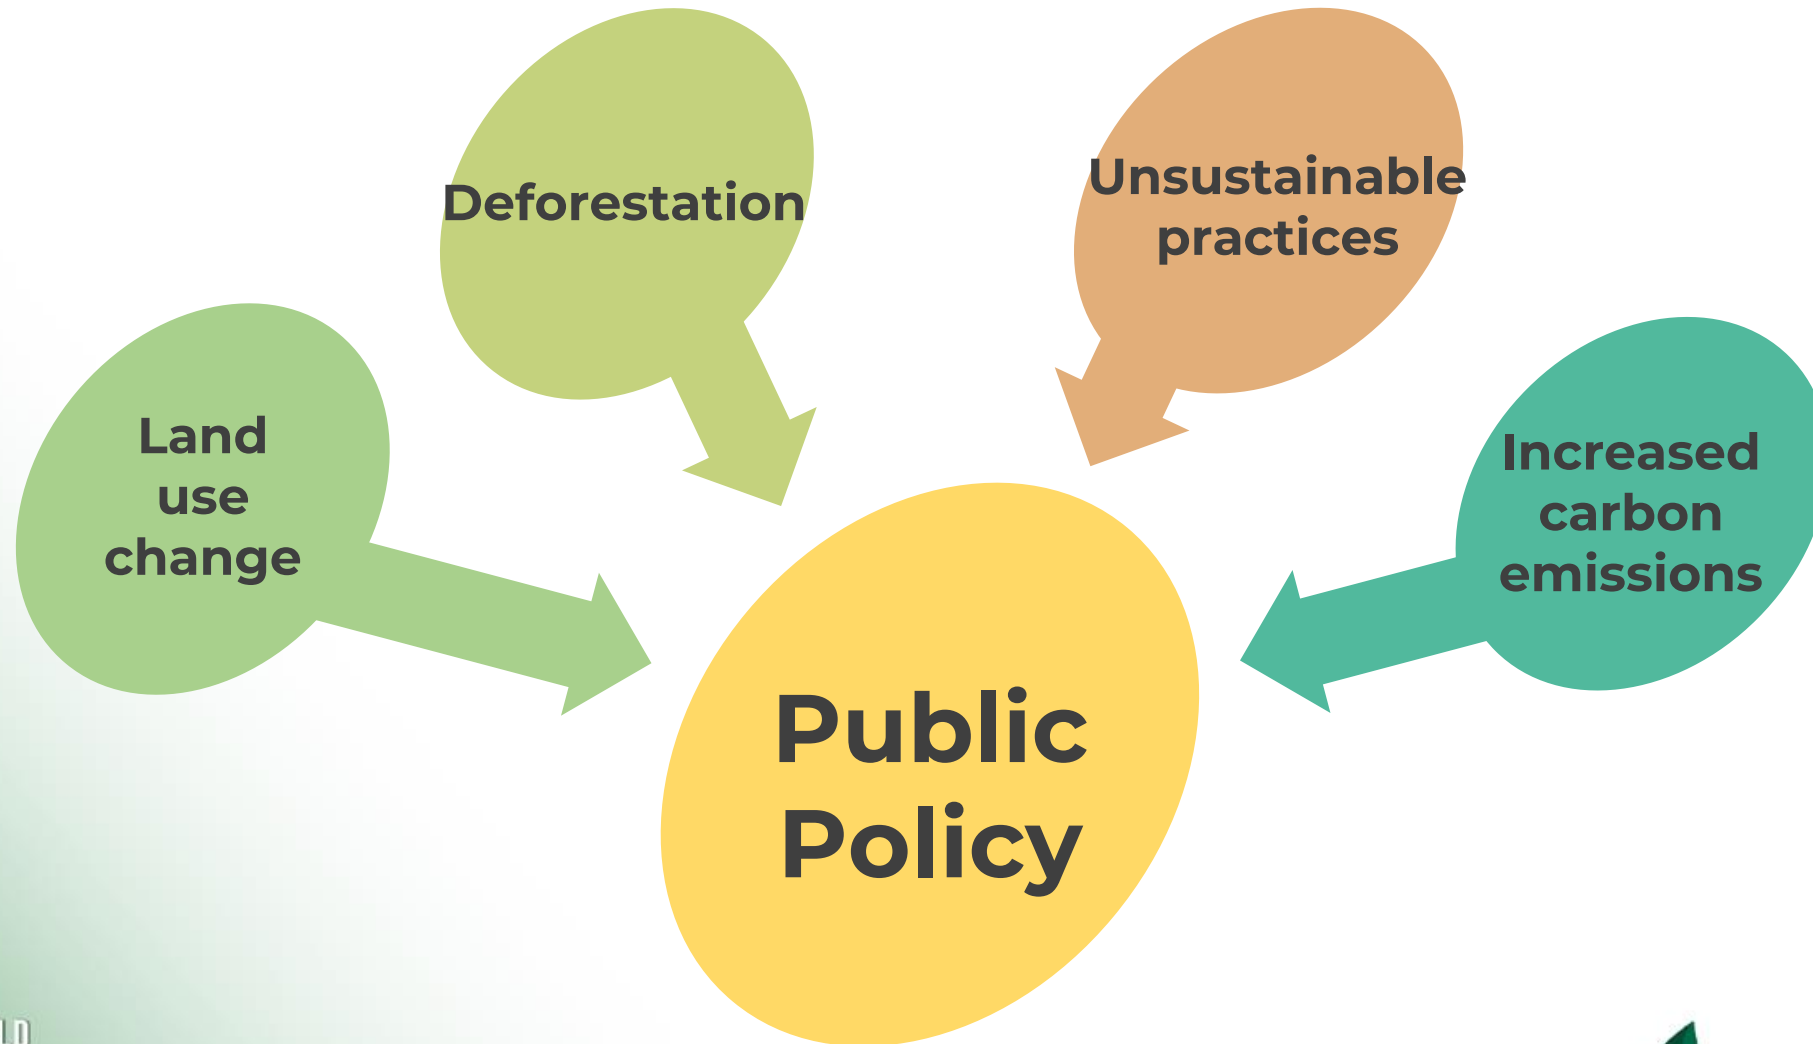 Deforestation
Unsustainable
practices
Land
use
change
Increased
carbon
emissions
Public
Policy